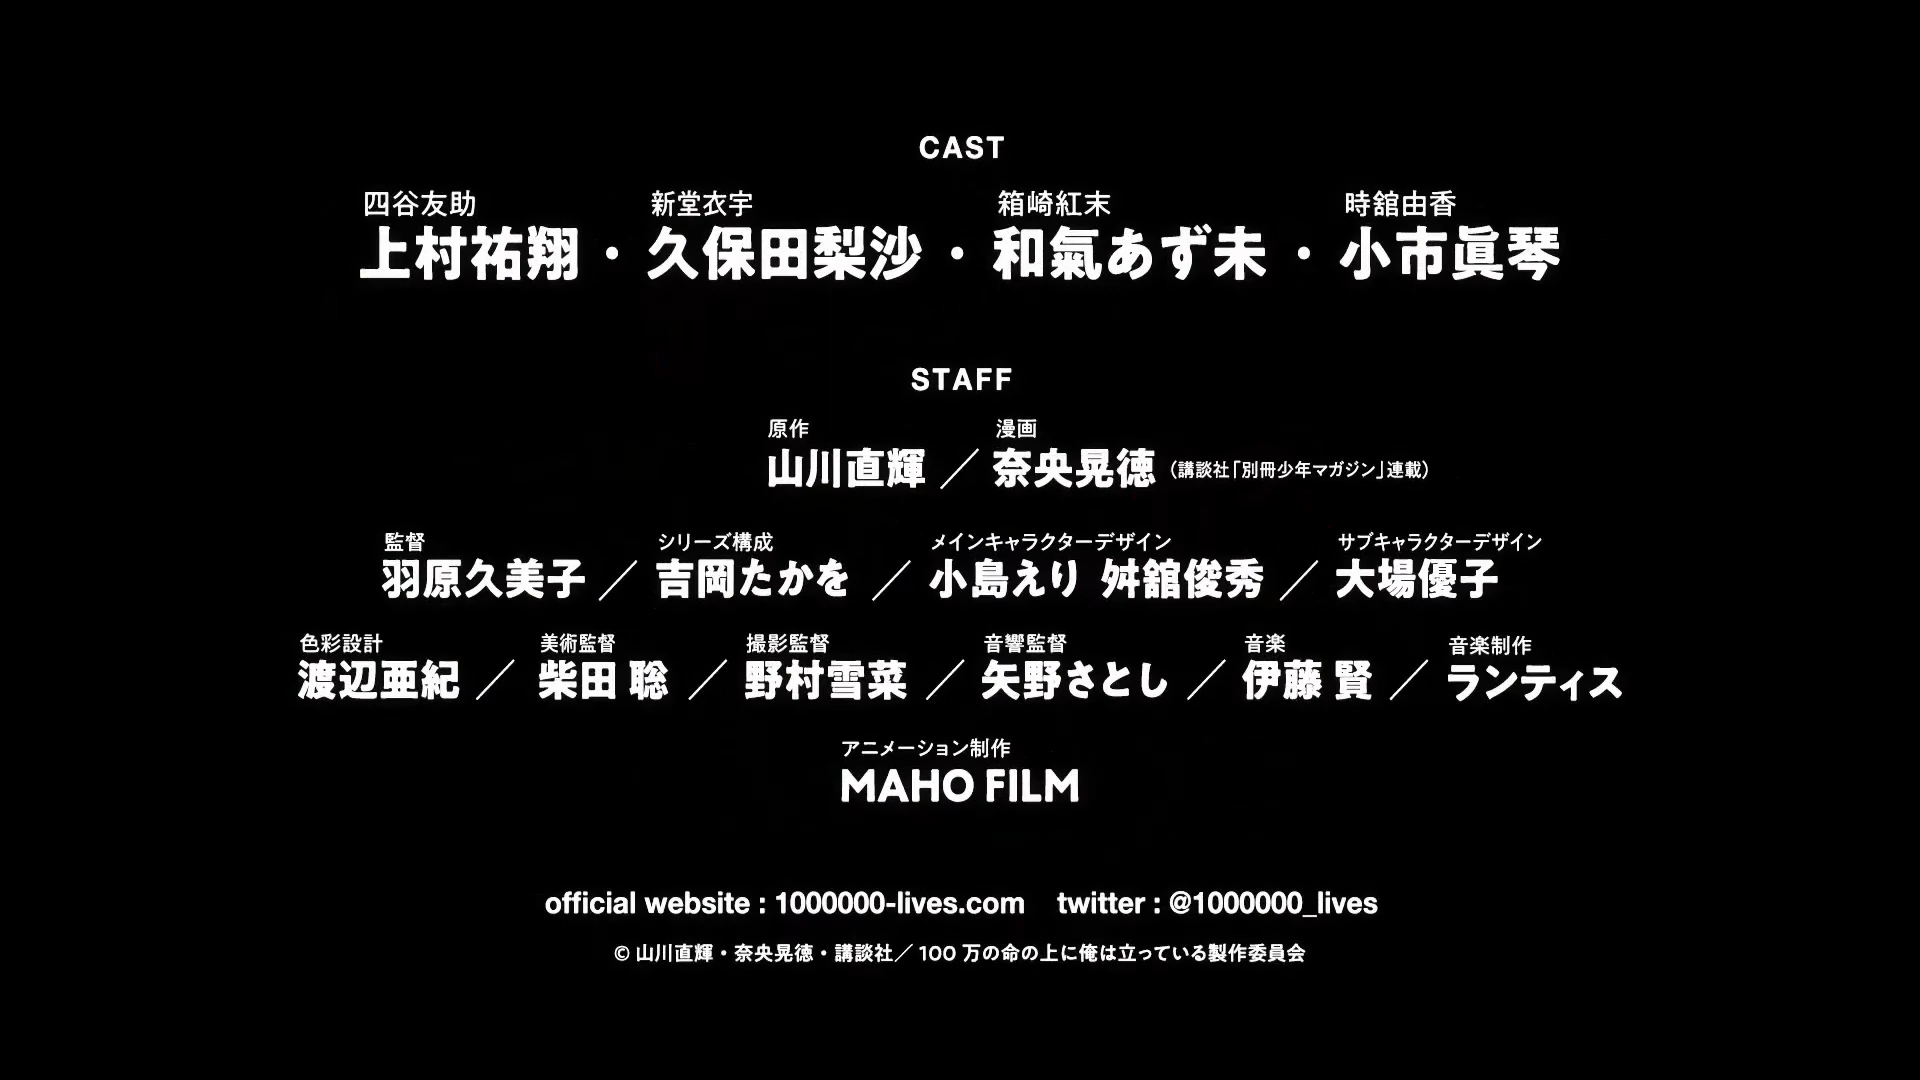 CAST
四谷友助 新堂衣宇 箱崎紅末 時舘由香
上村祐翔・久保田梨沙・和氣あず未・小市眞琴
STAFF
原作 漫画
山川直輝／奈央晃徳（講談社「別冊少年マガジン」連載）
監督 シリーズ構成 メインキャラクターデザイン サブキャラクターデザイン
羽原久美子／吉岡たかを／小島えり 舛舘俊秀／大場優子
色彩設計 美術監督 撮影監督 音響監督 音楽 音楽制作
渡辺亜紀／柴田 聡／野村雪菜／矢野さとし／伊藤 賢／ランティス
アニメーション制作
MAHO FILM
official website : 1000000-lives.com twitter : @1000000_lives
© 山川直輝・奈央晃徳・講談社／100 万の命の上に俺は立っている製作委員会